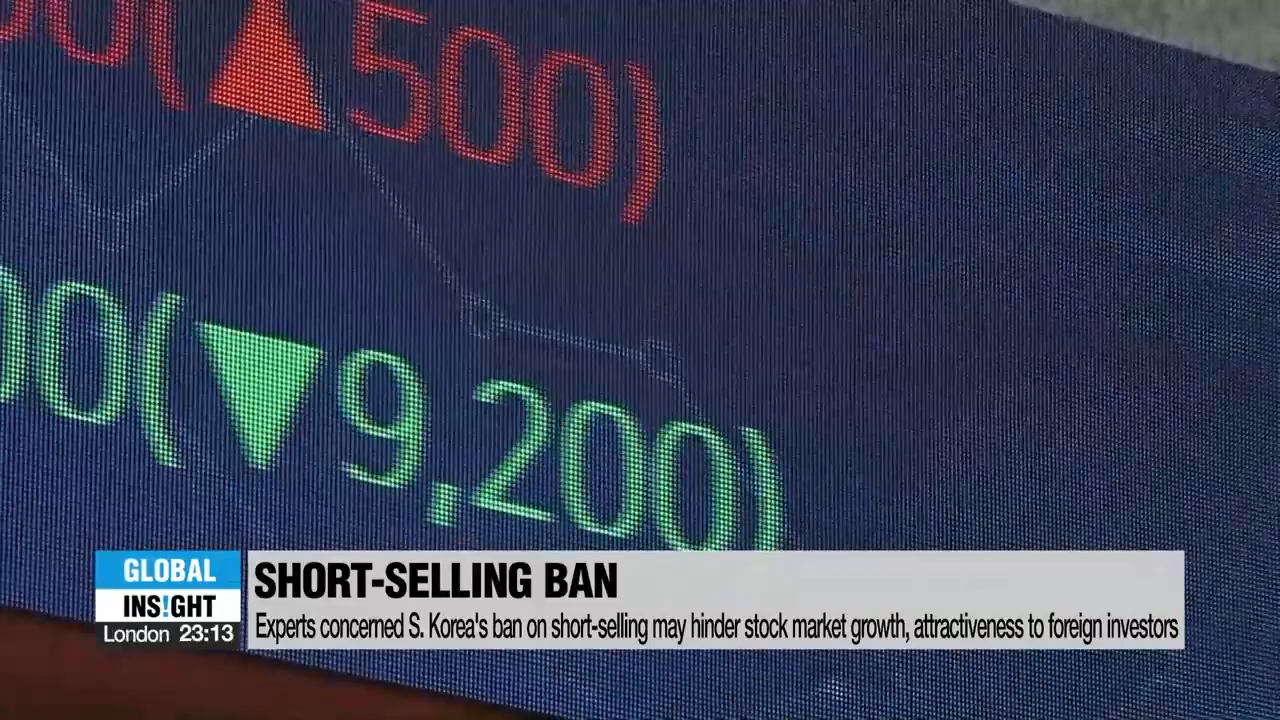 00(▲500)
00(▼9,200)
GLOBAL
INS!GHT
London 23:13
SHORT-SELLING BAN
Experts concerned S. Korea's ban on short-selling may hinder stock market growth, attractiveness to foreign investors